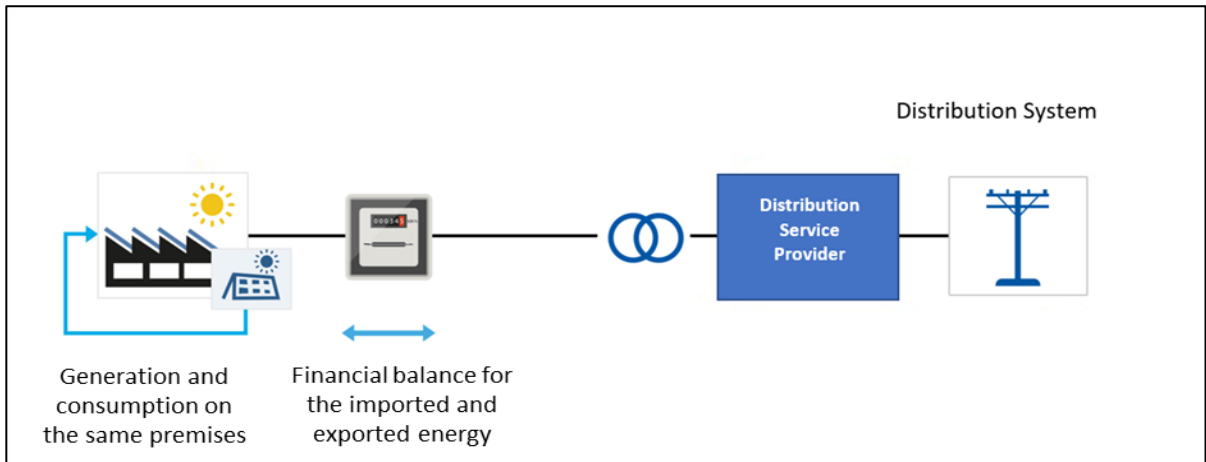 Distribution System
Distribution
Service
Provider
Generation and
consumption on
the same premises
Financial balance for
the imported and
exported energy